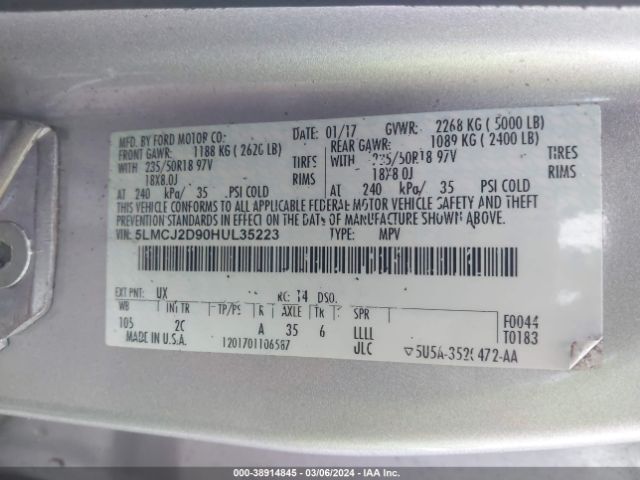 MFD. BY FORD MOTOR CO. DATE: 01/17 GVWR: 2268 KG ( 5000 LB)
FRONT GAWR: 1188 KG ( 2620 LB) REAR GAWR: 1089 KG ( 2400 LB)
WITH 235/50R18 97V TIRES WITH 235/50R18 97V TIRES
18X8.0J RIMS 18X8.0J RIMS
AT 240 kPa/ 35 PSI COLD AT 240 kPa/ 35 PSI COLD
THIS VEHICLE CONFORMS TO ALL APPLICABLE FEDERAL MOTOR VEHICLE SAFETY AND THEFT
PREVENTION STANDARDS IN EFFECT ON THE DATE OF MANUFACTURE SHOWN ABOVE.
VIN: 5LMCJ2D90HUL35223 TYPE: MPV
EXT PNT: UX RC: 14 DSO:
WB INT TR TP/PS R AXLE TR SPR F0044
105 2C A 35 6 LLLL T0183
MADE IN U.S.A. 1201701106587 JLC ▽5U5A-3520472-AA
000-38914845 / 03/06/2024 - IAA Inc.